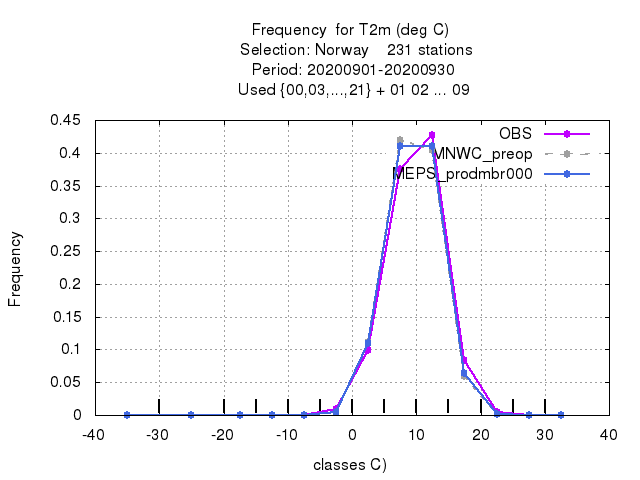 Frequency  for T2m (deg C)
Selection: Norway    231 stations
Period: 20200901-20200930
Used {00,03,...,21} + 01 02 ... 09
OBS
MNWC_preop
MEPS_prodmbr000
Frequency
0.45
0.4
0.35
0.3
0.25
0.2
0.15
0.1
0.05
0
-40 -30 -20 -10 0 10 20 30 40
classes C)